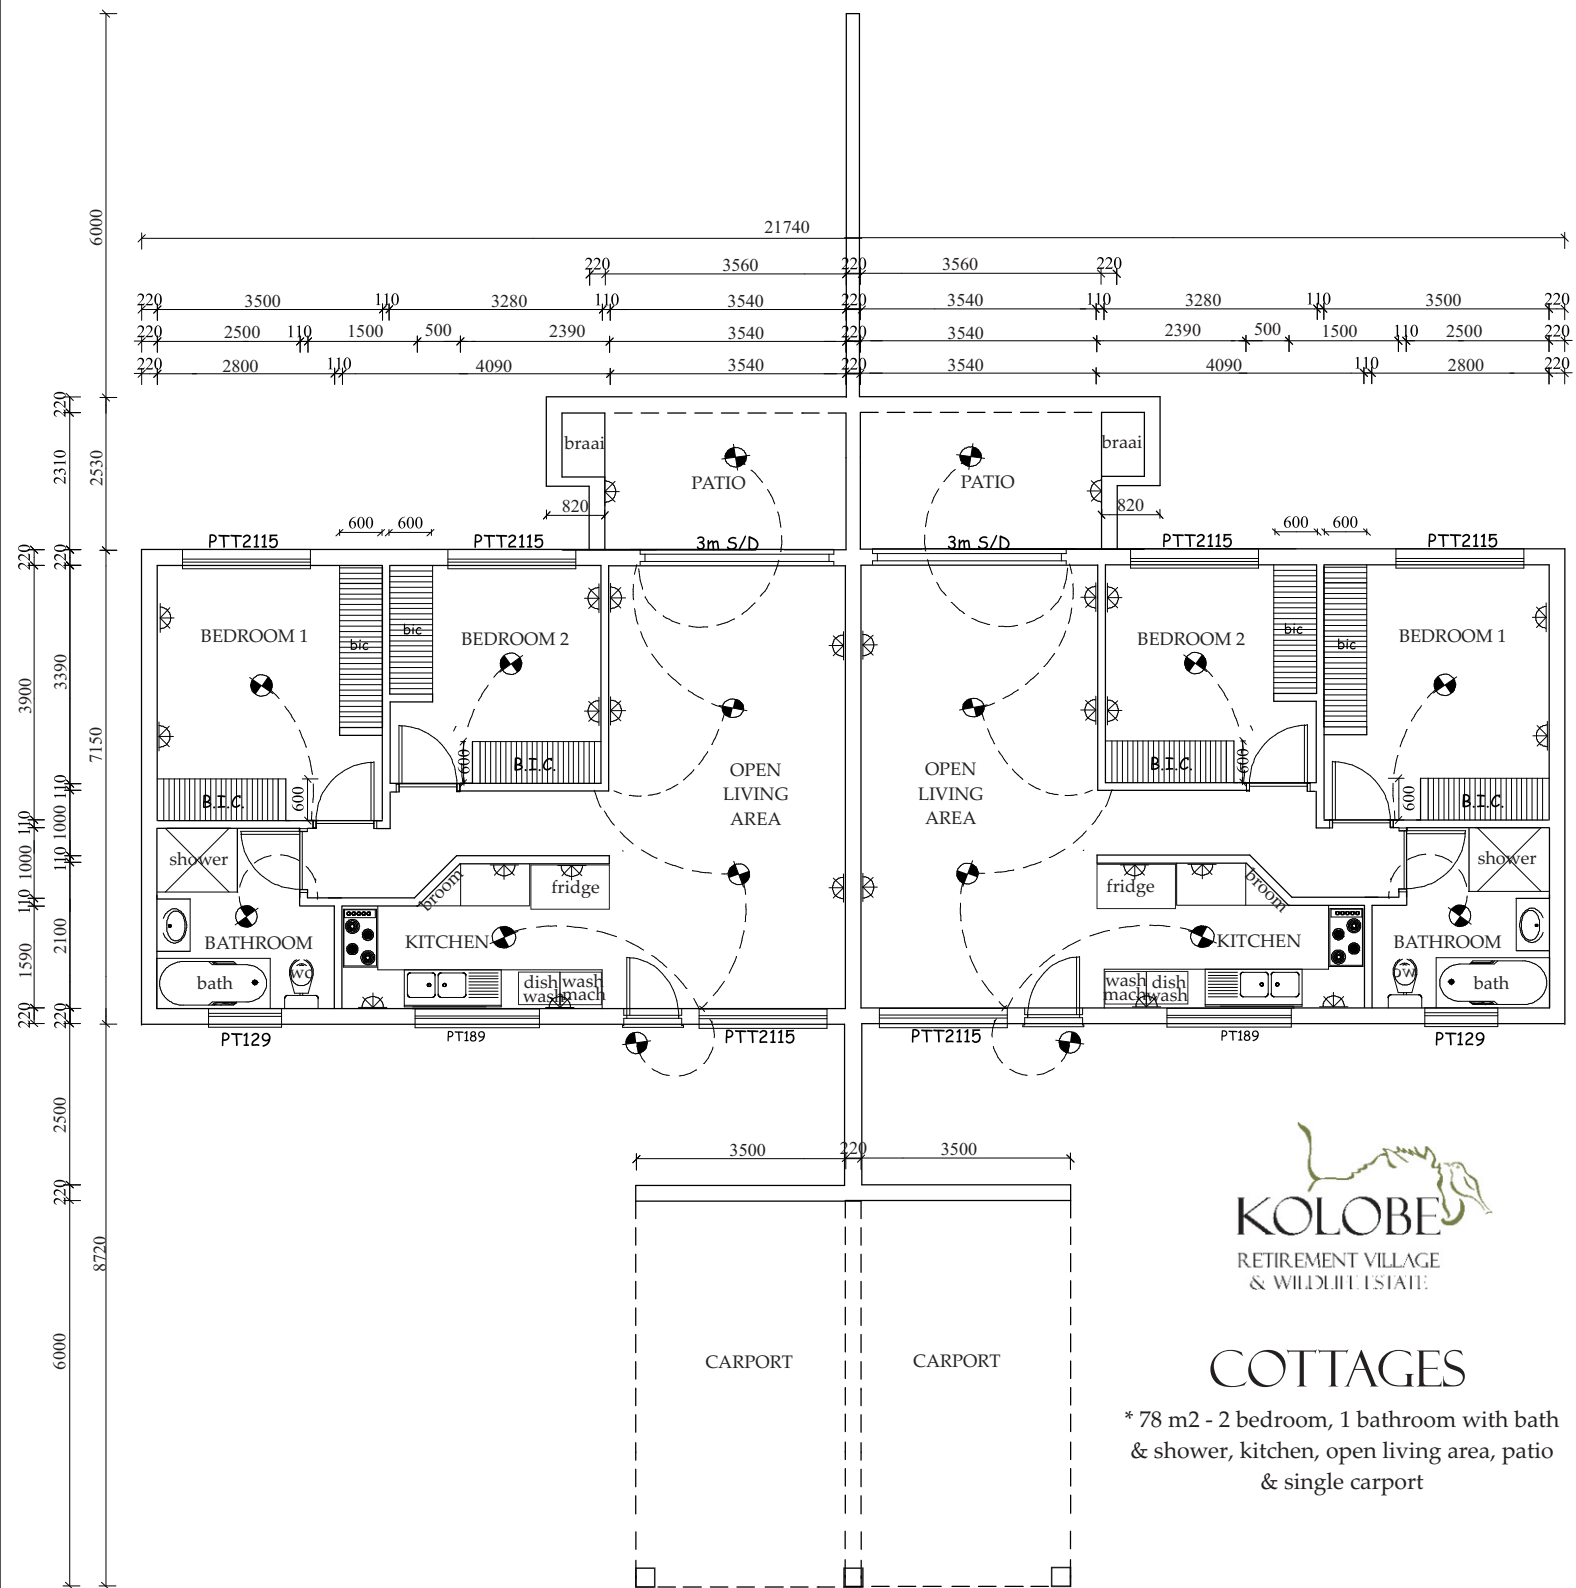 6000
21740
220 3560 220 3560 220
220 3500 110 3280 110 3540 220 3540 110 3280 110 3500 220
220 2500 110 1500 500 2390 3540 220 3540 2390 500 1500 110 2500 220
220 2800 110 4090 3540 220 3540 4090 110 2800 220
220
2310
2530
braai
PATIO
PATIO
braai
820
820
600 600
600 600
PTT2115
PTT2115
3m S/D
3m S/D
PTT2115
PTT2115
220
220
3900
3390
7150
BEDROOM 1
bic
bic
BEDROOM 2
BEDROOM 2
bic
bic
BEDROOM 1
B.I.C.
600
600
B.I.C.
OPEN
LIVING
AREA
OPEN
LIVING
AREA
B.I.C.
600
600
B.I.C.
110
110
1000
1000
110
110
2100
1590
220
220
shower
broom
fridge
fridge
broom
shower
BATHROOM
KITCHEN
KITCHEN
BATHROOM
bath
wc
dish
wash
wash
mach
wash
mach
dish
wash
wc
bath
PT129
PT189
PTT2115
PTT2115
PT189
PT129
2500
3500 220 3500
220
8720
6000
CARPORT
CARPORT
KOLOBE
RETIREMENT VILLAGE
& WILDLIFE ESTATE
COTTAGES
* 78 m2 - 2 bedroom, 1 bathroom with bath
& shower, kitchen, open living area, patio
& single carport